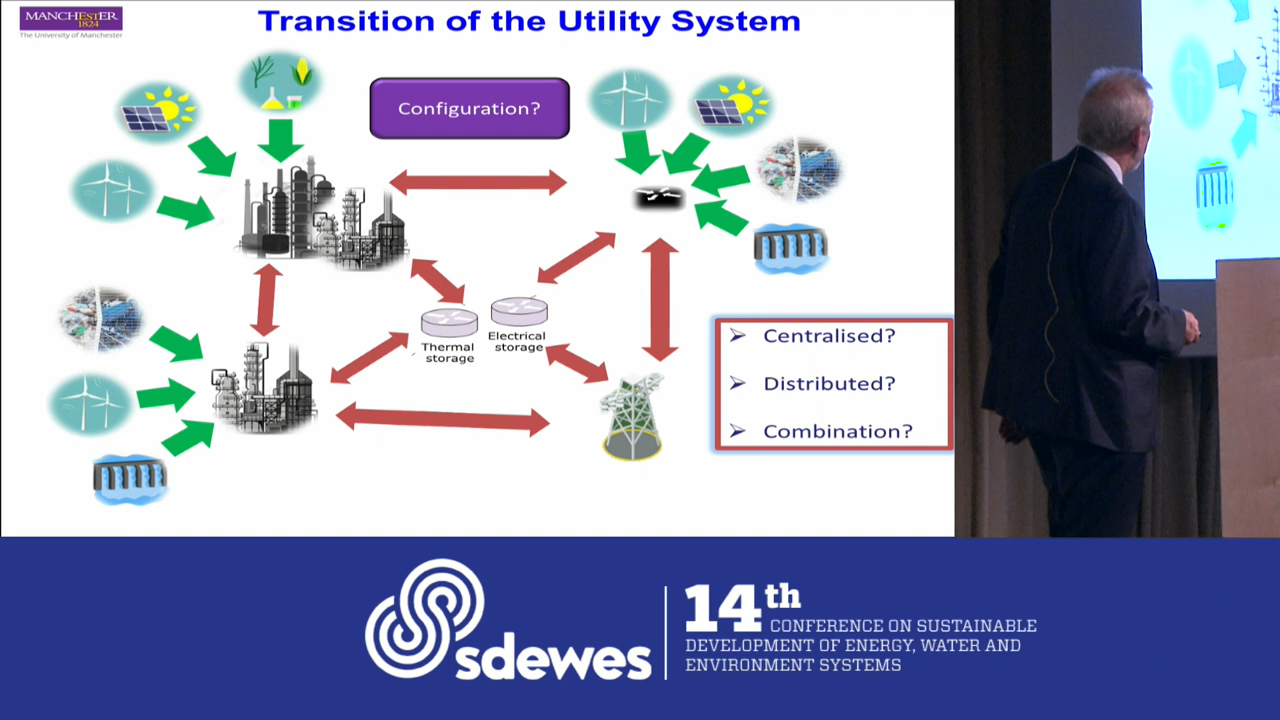 MANCHESTER
1824
The University of Manchester
Transition of the Utility System
Configuration?
Thermal
storage
Electrical
storage
Centralised?
Distributed?
Combination?
sdewes
14th
CONFERENCE ON SUSTAINABLE
DEVELOPMENT OF ENERGY, WATER AND
ENVIRONMENT SYSTEMS